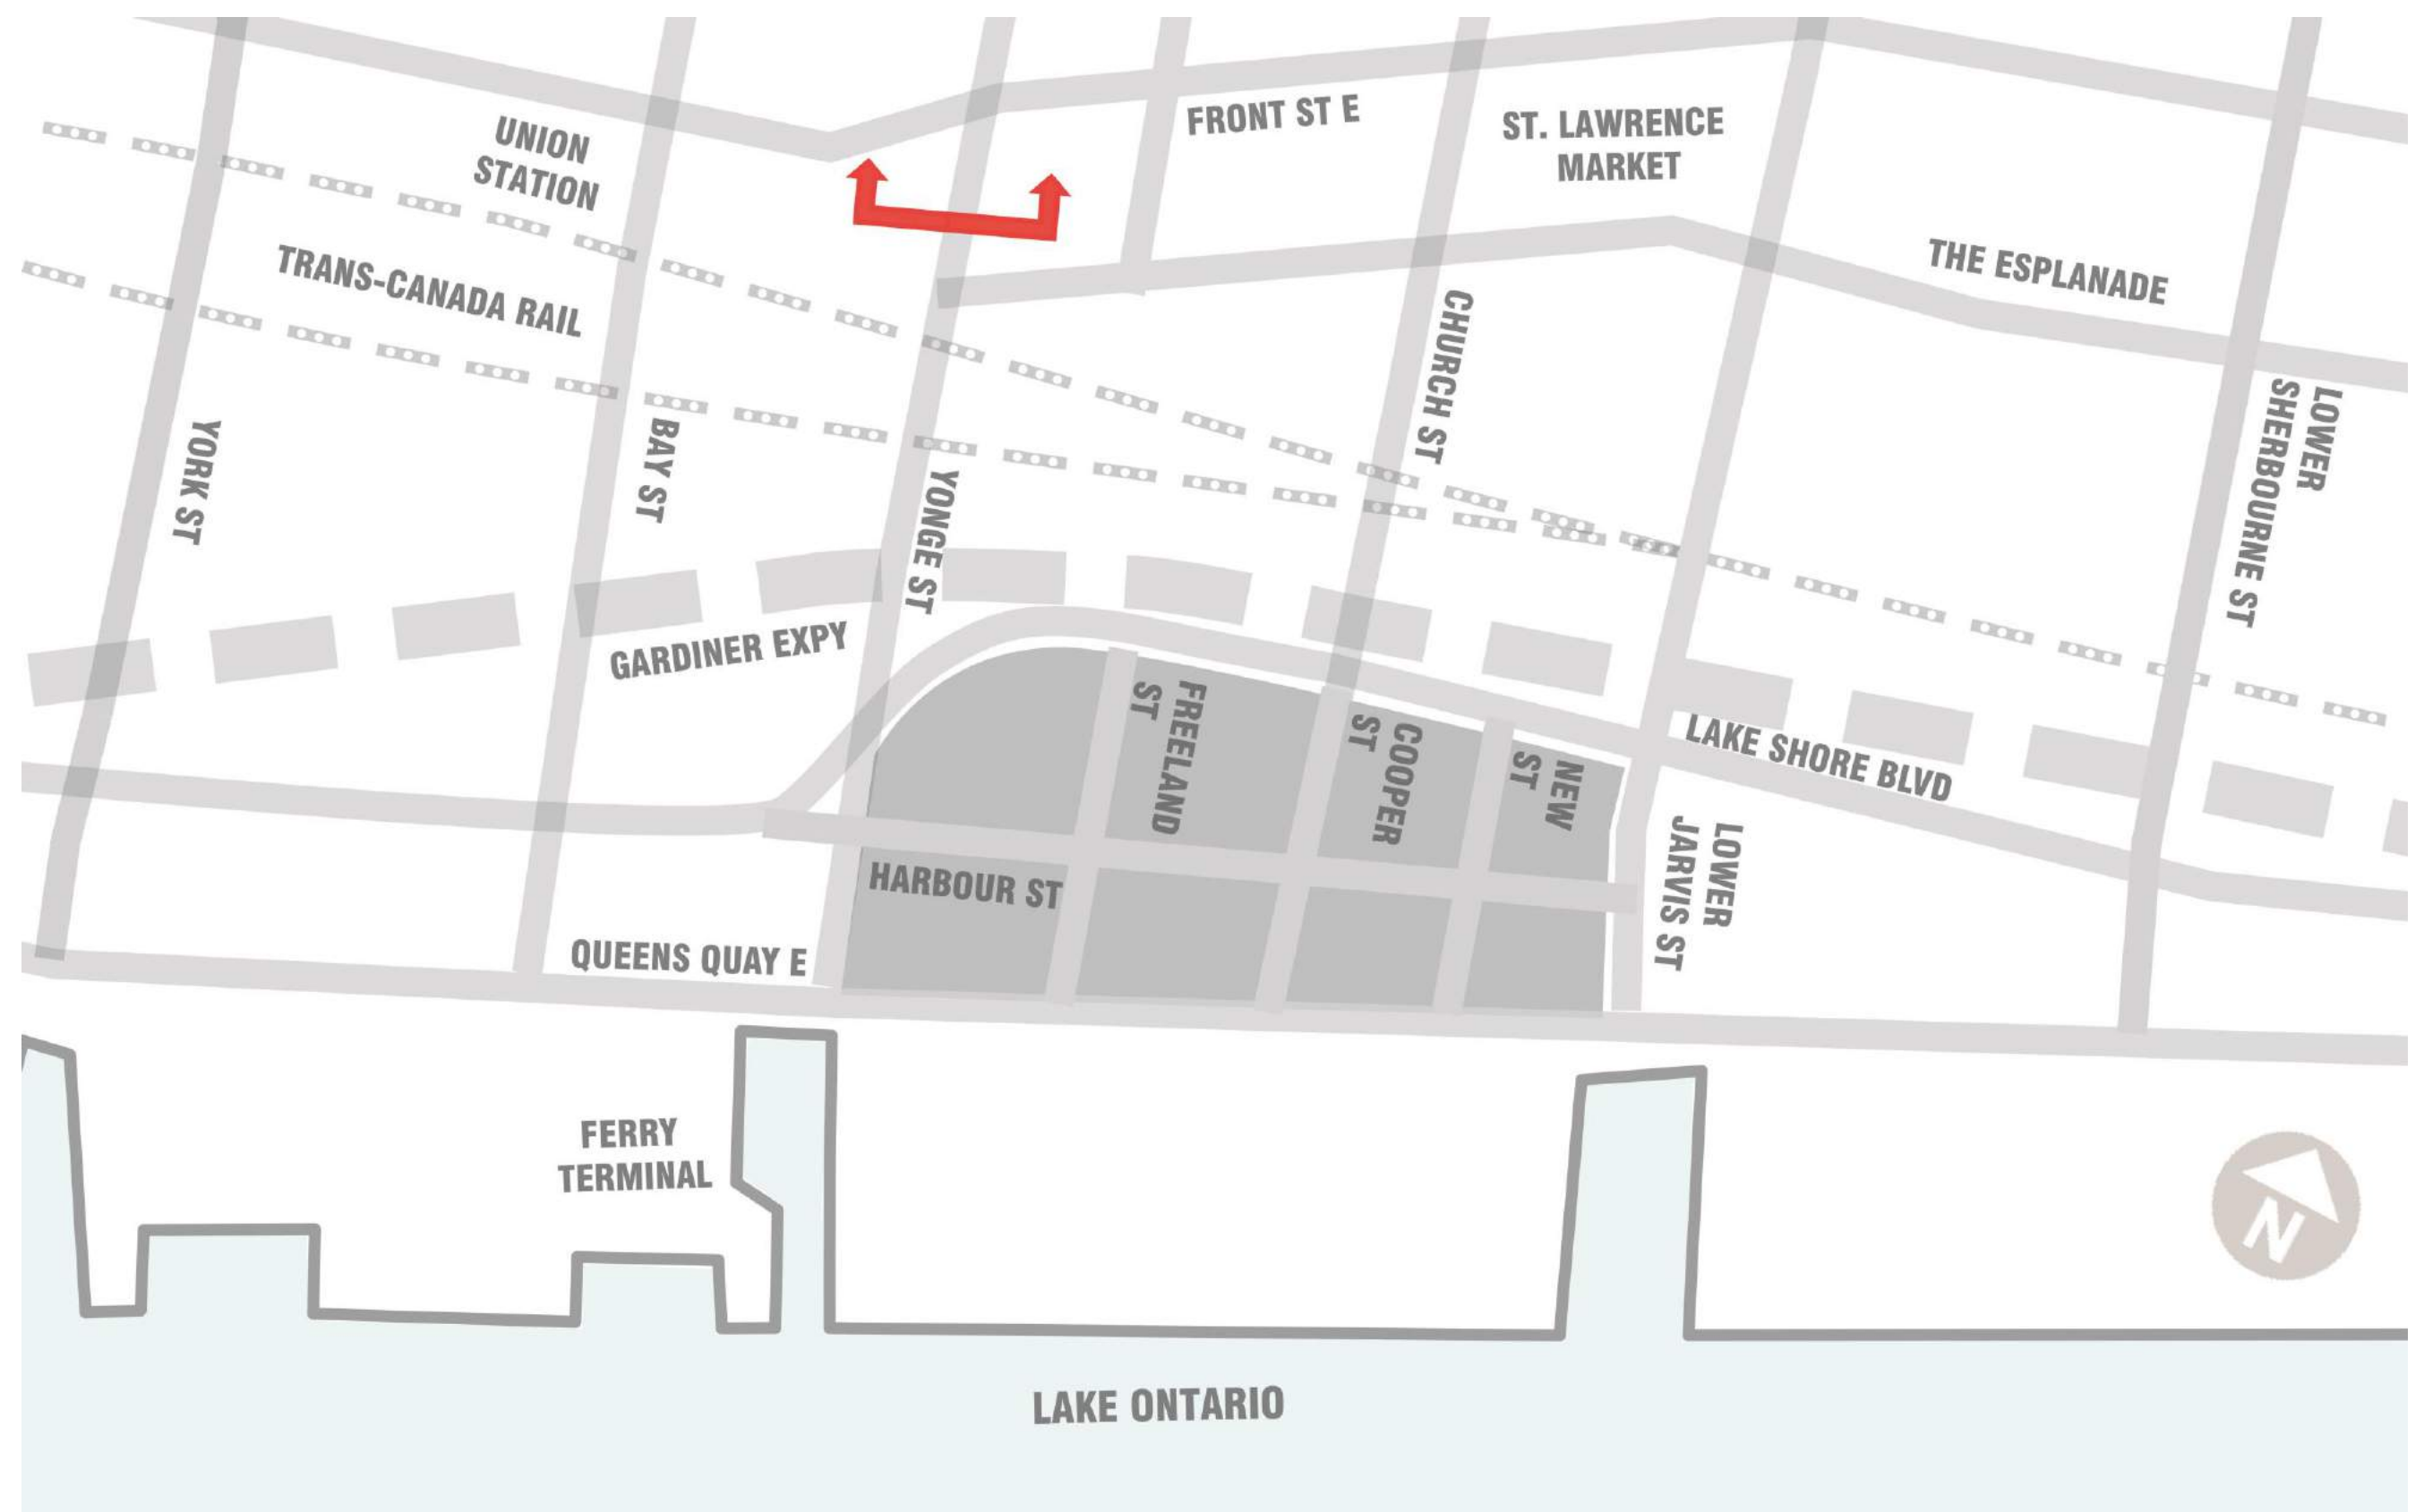 FRONT ST E
ST. LAWRENCE
MARKET
UNION
STATION
TRANS-CANADA RAIL
THE ESPLANADE
CHURCH ST
LOWER
SHERBOURNE ST
YORK ST
BAY ST
YONGE ST
GARDINER EXPY
FREELAND
ST
COOPER
ST
NEW
ST
LAKE SHORE BLVD
LOWER
JARVIS ST
HARBOUR ST
QUEENS QUAY E
FERRY
TERMINAL
N
LAKE ONTARIO